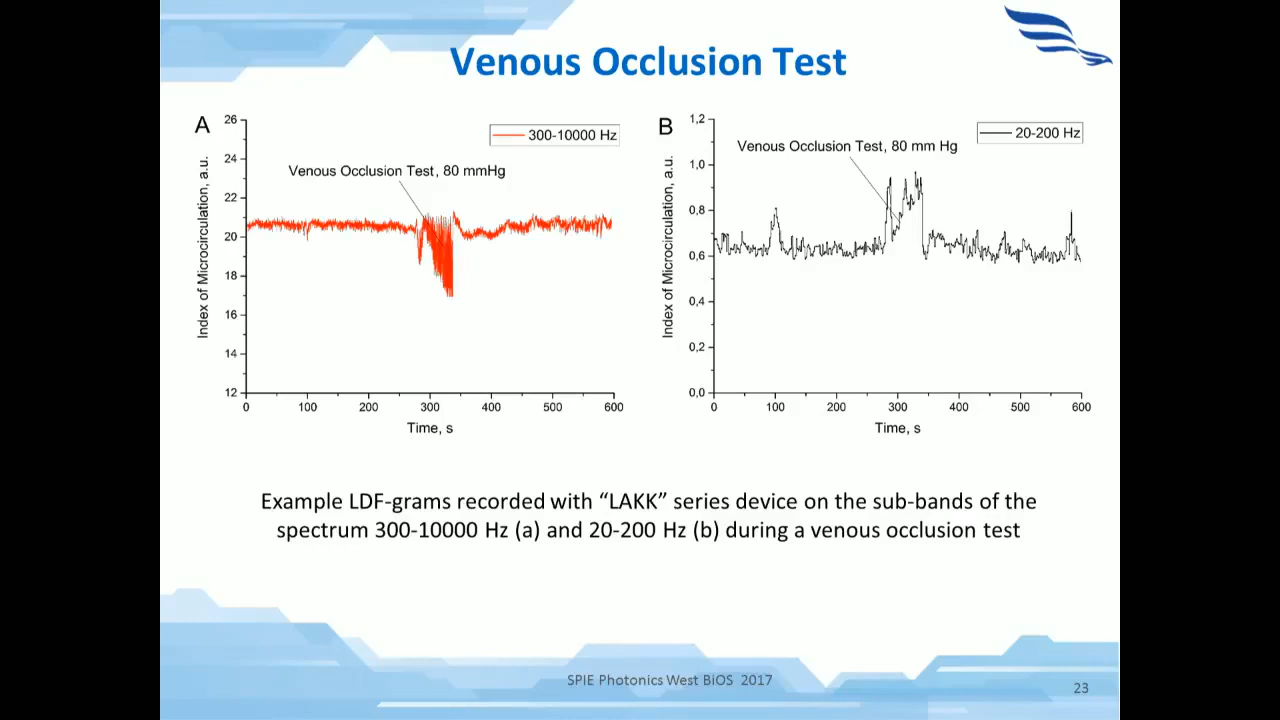 Venous Occlusion Test
A
26
24
22
20
18
16
14
12
Index of Microcirculation, a.u.
300-10000 Hz
Venous Occlusion Test, 80 mmHg
0 100 200 300 400 500 600
Time, s
B
1,2
1,0
0,8
0,6
0,4
0,2
0,0
Index of Microcirculation, a.u.
20-200 Hz
Venous Occlusion Test, 80 mm Hg
0 100 200 300 400 500 600
Time, s
Example LDF-grams recorded with “LAKK” series device on the sub-bands of the
spectrum 300-10000 Hz (a) and 20-200 Hz (b) during a venous occlusion test
SPIE Photonics West BiOS 2017
23